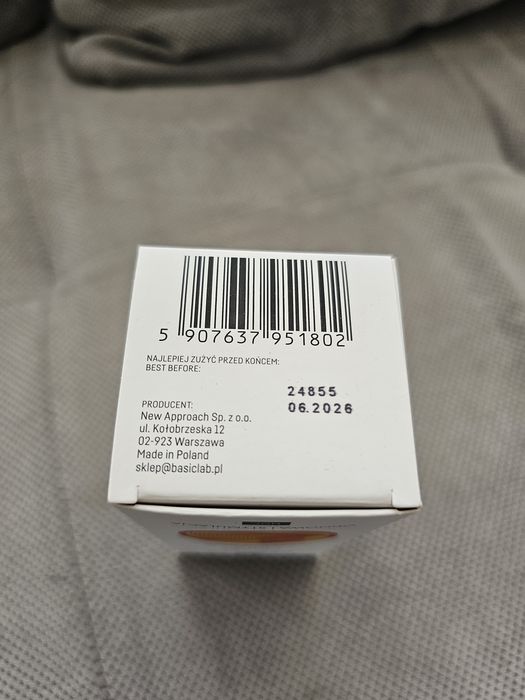 5 907637 951802
NAJLEPIEJ ZUŻYĆ PRZED KOŃCEM:
BEST BEFORE:
24855
06.2026
PRODUCENT:
New Approach Sp. z o.o.
ul. Kołobrzeska 12
02-923 Warszawa
Made in Poland
sklep@basiclab.pl